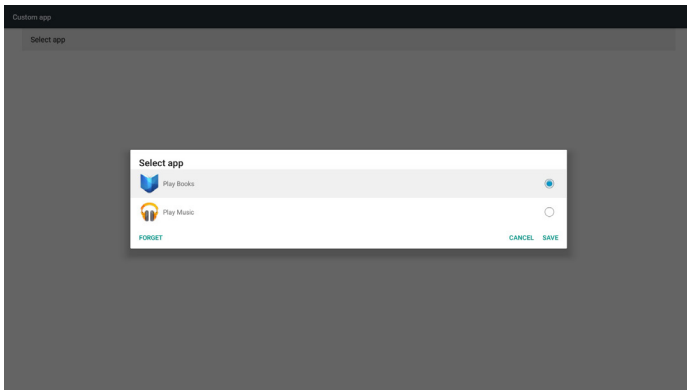 Custom app
Select app
Select app
Play Books
Play Music
FORGET CANCEL SAVE